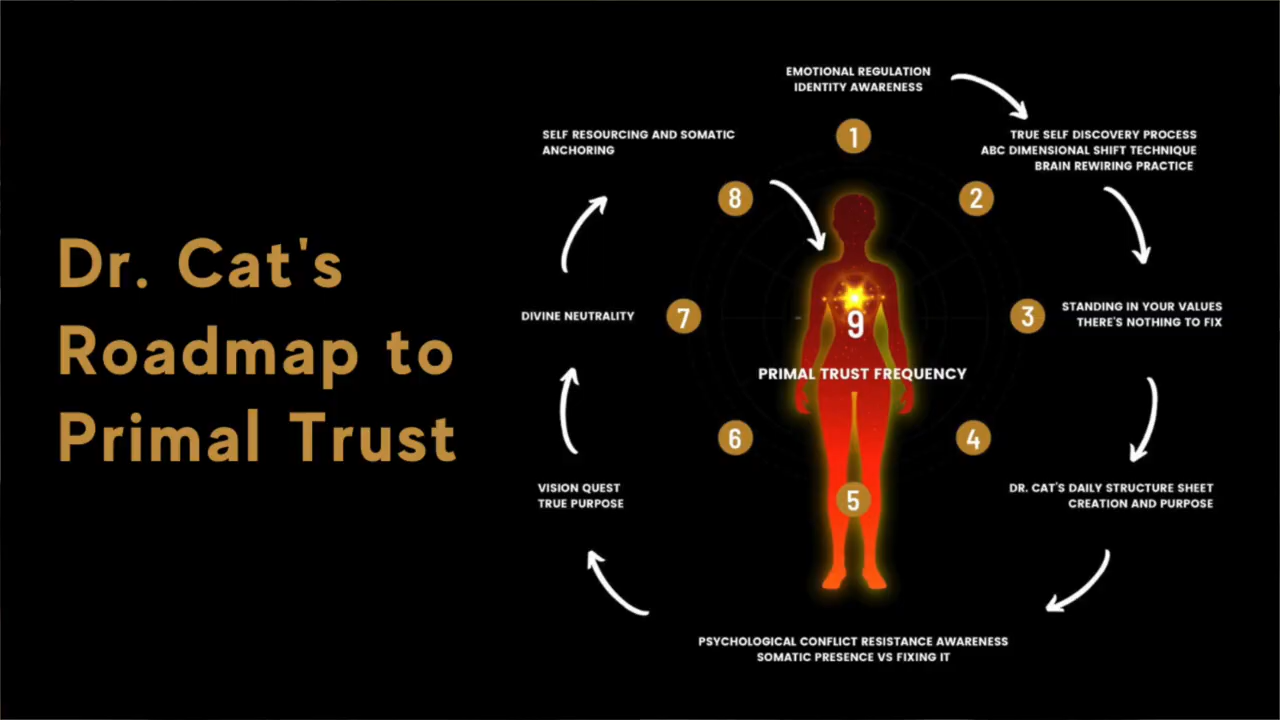 Dr. Cat's
Roadmap to
Primal Trust
EMOTIONAL REGULATION
IDENTITY AWARENESS
1
TRUE SELF DISCOVERY PROCESS
ABC DIMENSIONAL SHIFT TECHNIQUE
BRAIN REWIRING PRACTICE
2
STANDING IN YOUR VALUES
THERE'S NOTHING TO FIX
3
DR. CAT'S DAILY STRUCTURE SHEET
CREATION AND PURPOSE
4
PSYCHOLOGICAL CONFLICT RESISTANCE AWARENESS
SOMATIC PRESENCE VS FIXING IT
5
VISION QUEST
TRUE PURPOSE
6
DIVINE NEUTRALITY
7
SELF RESOURCING AND SOMATIC
ANCHORING
8
9
PRIMAL TRUST FREQUENCY